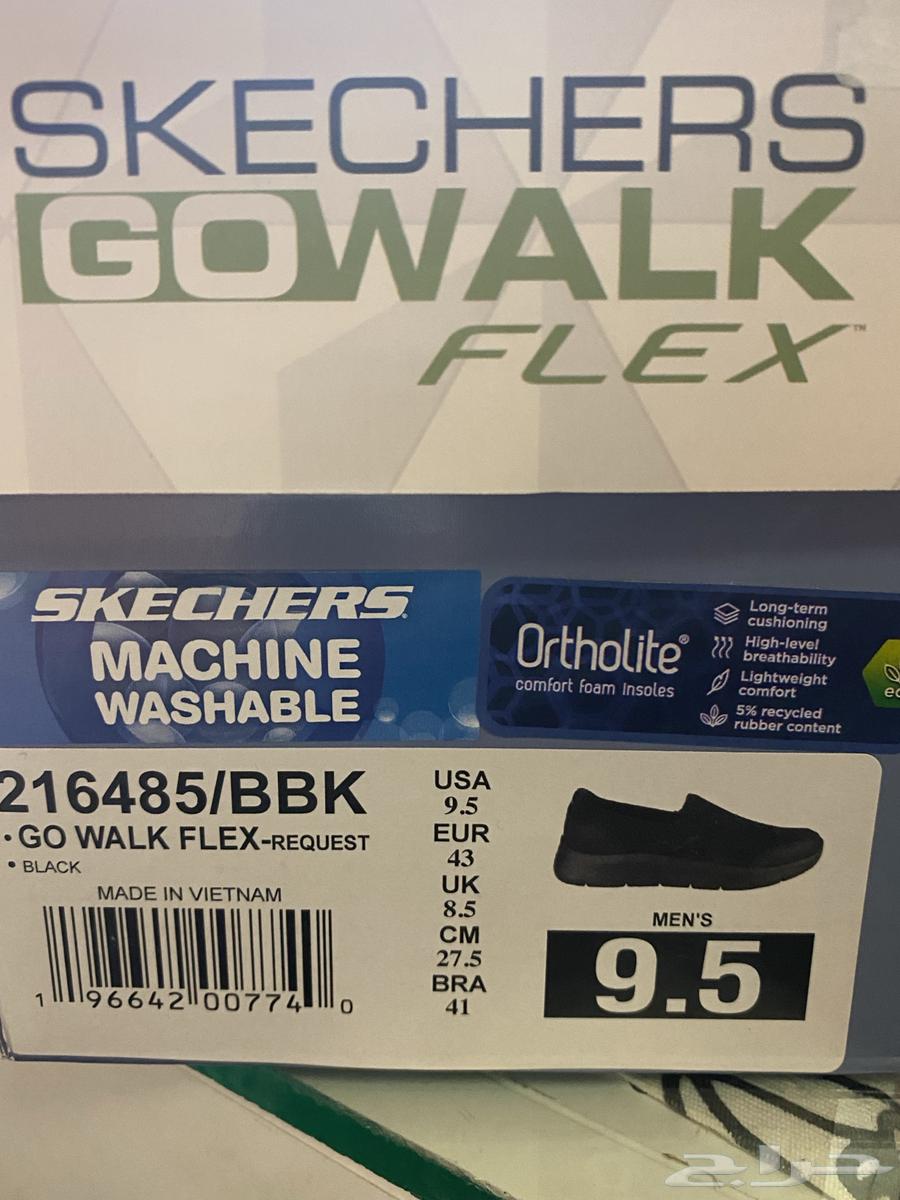 SKECHERS
GOWALK
FLEX™
SKECHERS®
MACHINE
WASHABLE
Ortholite®
comfort foam insoles
Long-term
cushioning
High-level
breathability
Lightweight
comfort
5% recycled
rubber content
216485/BBK
• GO WALK FLEX-REQUEST
• BLACK
MADE IN VIETNAM
1 96642 00774 0
USA
9.5
EUR
43
UK
8.5
CM
27.5
BRA
41
MEN'S
9.5
حراج